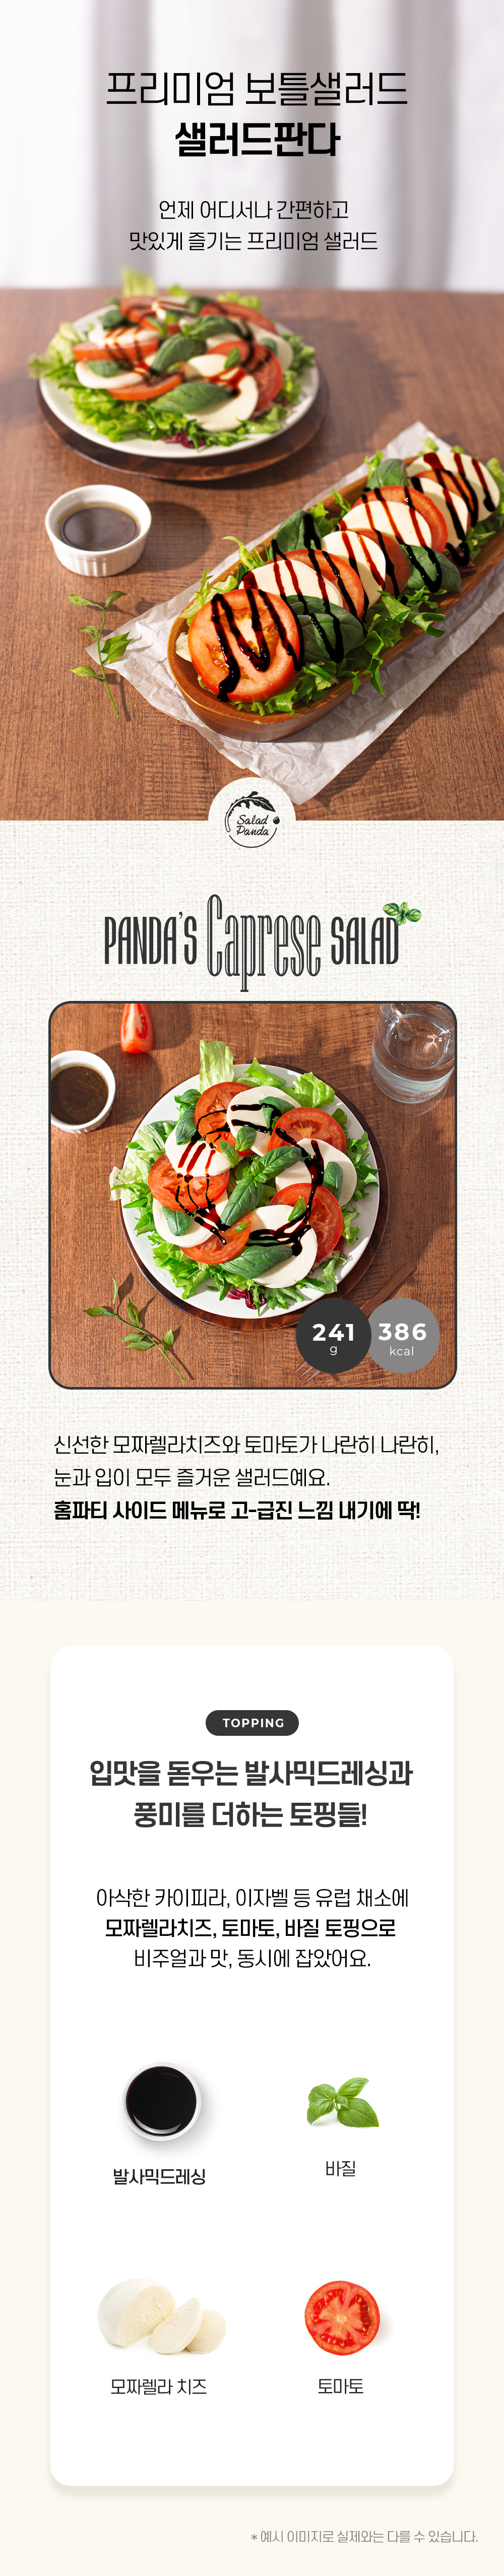 프리미엄 보틀샐러드
샐러드판다
언제 어디서나 간편하고
맛있게 즐기는 프리미엄 샐러드
Salad
Panda
PANDA'S Caprese SALAD
241
g
386
kcal
신선한 모짜렐라치즈와 토마토가 나란히 나란히,
눈과 입이 모두 즐거운 샐러드예요.
홈파티 사이드 메뉴로 고-급진 느낌 내기에 딱!
TOPPING
입맛을 돋우는 발사믹드레싱과
풍미를 더하는 토핑들!
아삭한 카이피라, 이자벨 등 유럽 채소에
모짜렐라치즈, 토마토, 바질 토핑으로
비주얼과 맛, 동시에 잡았어요.
발사믹드레싱
바질
모짜렐라 치즈
토마토
* 예시 이미지로 실제와는 다를 수 있습니다.